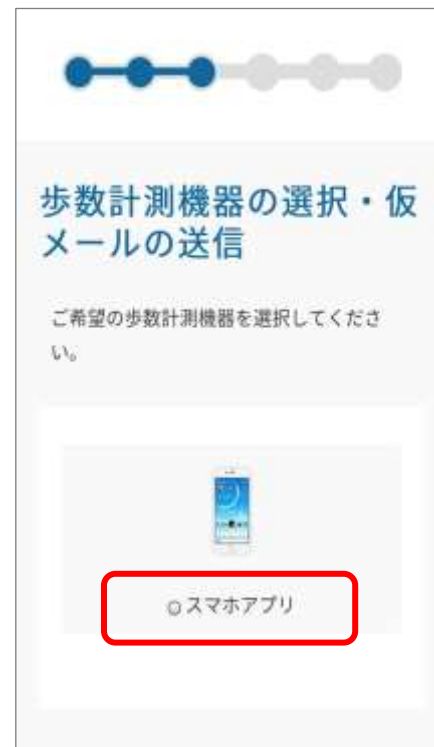 歩数計測機器の選択・仮
メールの送信
ご希望の歩数計測機器を選択してくださ
い。
スマホアプリ